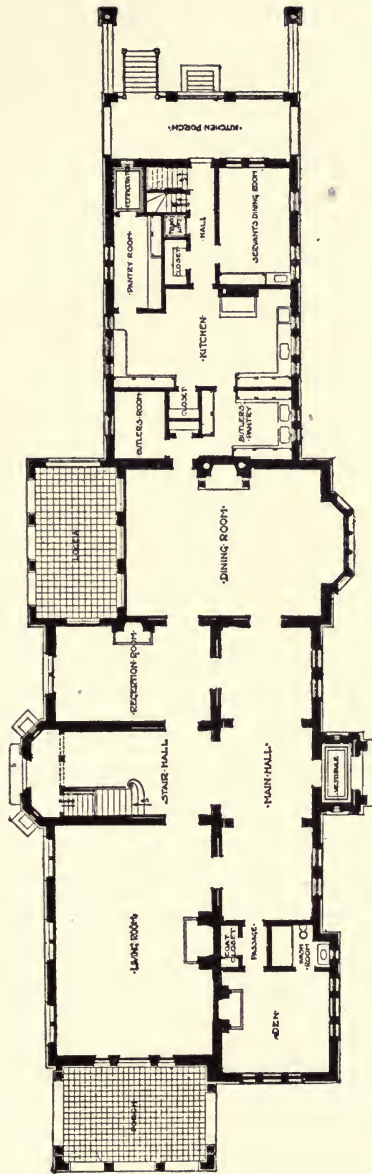 ·KITCHEN PORCH·
REFRIGERATOR
·PANTRY ROOM·
CLOSET
·HALL·
SERVANTS DINING ROOM
·KITCHEN·
BUTLERS·ROOM·
CLOSET
BUTLERS·
PANTRY
LOGGIA
·DINING ROOM·
·RECEPTION·ROOM·
STAIR·HALL
·MAIN·HALL·
VESTIBULE
·LIVING ROOM·
COAT
CLOSET
·PASSAGE·
WASH
·ROOM·
·DEN·
PORCH